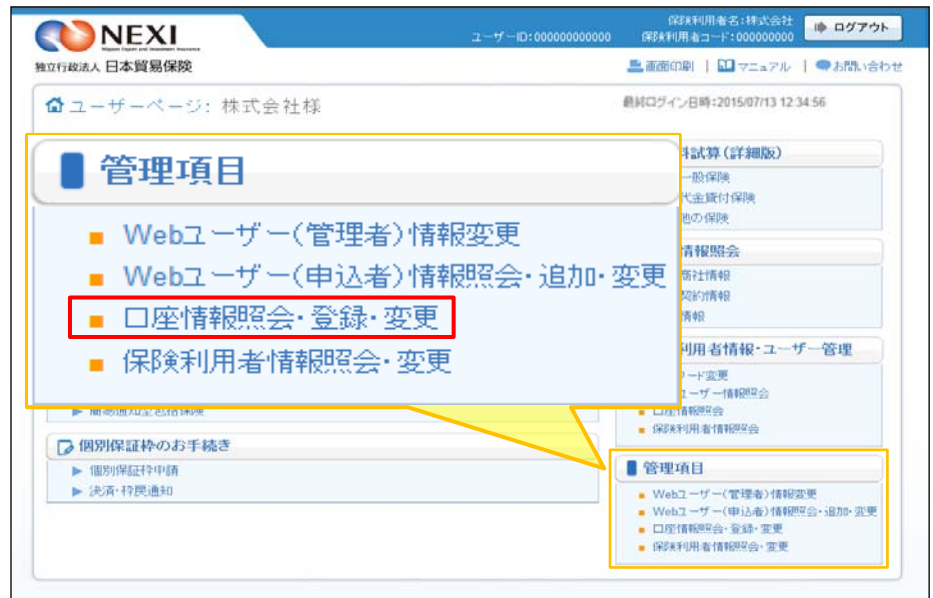 NEXI
Nippon Export and Investment Insurance
独立行政法人 日本貿易保険
ユーザーID:000000000000
保険利用者名:株式会社
保険利用者コード:000000000
ログアウト
画面印刷 | マニュアル | お問い合わせ
ユーザーページ: 株式会社様
最終ログイン日時:2015/07/13 12:34:56
管理項目
Webユーザー(管理者)情報変更
Webユーザー(申込者)情報照会・追加・変更
口座情報照会・登録・変更
保険利用者情報照会・変更
料試算(詳細版)
一般保険
代金貸付保険
他の保険
情報照会
商社情報
契約情報
情報
利用者情報・ユーザー管理
ード変更
ユーザー情報照会
口座情報照会
保険利用者情報照会
簡易通知型包括保険
個別保証枠のお手続き
個別保証枠申請
決済・枠戻通知
管理項目
Webユーザー(管理者)情報変更
Webユーザー(申込者)情報照会・追加・変更
口座情報照会・登録・変更
保険利用者情報照会・変更